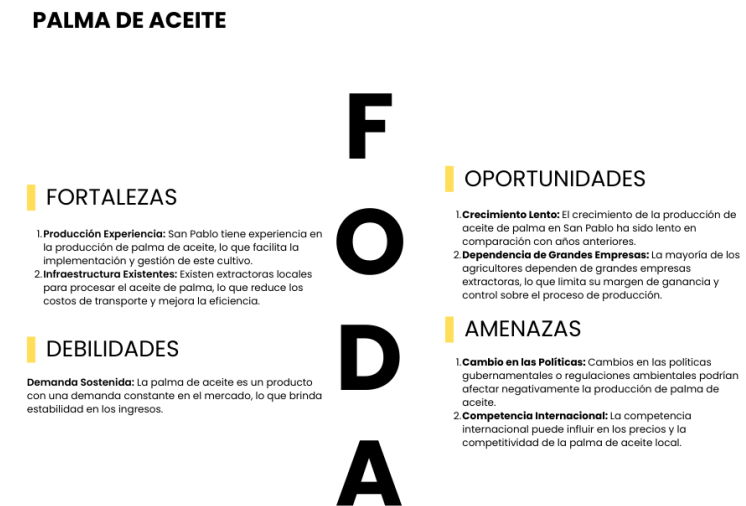 PALMA DE ACEITE
F
O
D
A
FORTALEZAS
1. Producción Experiencia: San Pablo tiene experiencia en
la producción de palma de aceite, lo que facilita la
implementación y gestión de este cultivo.
2. Infraestructura Existentes: Existen extractoras locales
para procesar el aceite de palma, lo que reduce los
costos de transporte y mejora la eficiencia.
DEBILIDADES
Demanda Sostenida: La palma de aceite es un producto
con una demanda constante en el mercado, lo que brinda
estabilidad en los ingresos.
OPORTUNIDADES
1. Crecimiento Lento: El crecimiento de la producción de
aceite de palma en San Pablo ha sido lento en
comparación con años anteriores.
2. Dependencia de Grandes Empresas: La mayoría de los
agricultores dependen de grandes empresas
extractoras, lo que limita su margen de ganancia y
control sobre el proceso de producción.
AMENAZAS
1. Cambio en las Políticas: Cambios en las políticas
gubernamentales o regulaciones ambientales podrían
afectar negativamente la producción de palma de
aceite.
2. Competencia Internacional: La competencia
internacional puede influir en los precios y la
competitividad de la palma de aceite local.